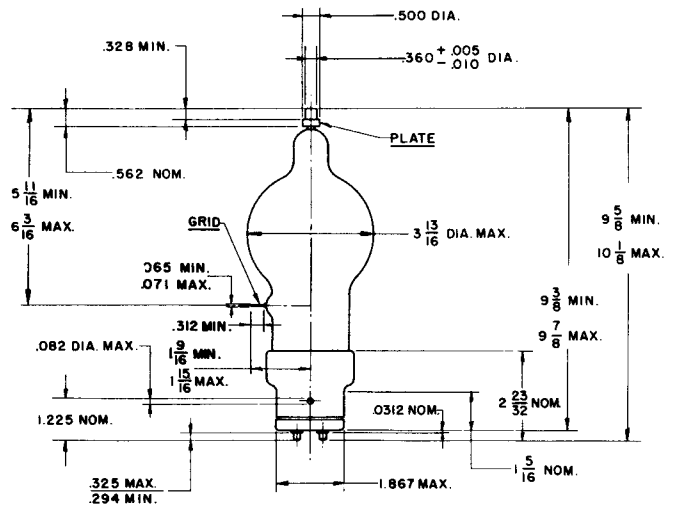 .500 DIA.
.328 MIN.
.360 + .005 - .010 DIA.
PLATE
.562 NOM.
5 11/16 MIN.
6 3/16 MAX.
GRID
3 13/16 DIA. MAX.
9 5/8 MIN.
10 1/8 MAX.
.065 MIN.
.071 MAX.
9 3/8 MIN.
9 7/8 MAX.
.312 MIN.
.082 DIA. MAX.
1 9/16 MIN.
1 15/16 MAX.
2 23/32 NOM.
.0312 NOM.
1.225 NOM.
1 5/16 NOM.
.325 MAX.
.294 MIN.
1.867 MAX.